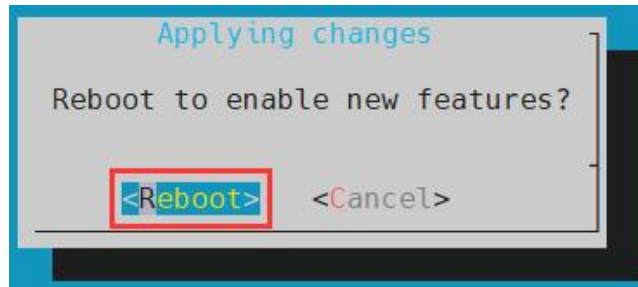 Applying changes
Reboot to enable new features?
<Reboot> <Cancel>